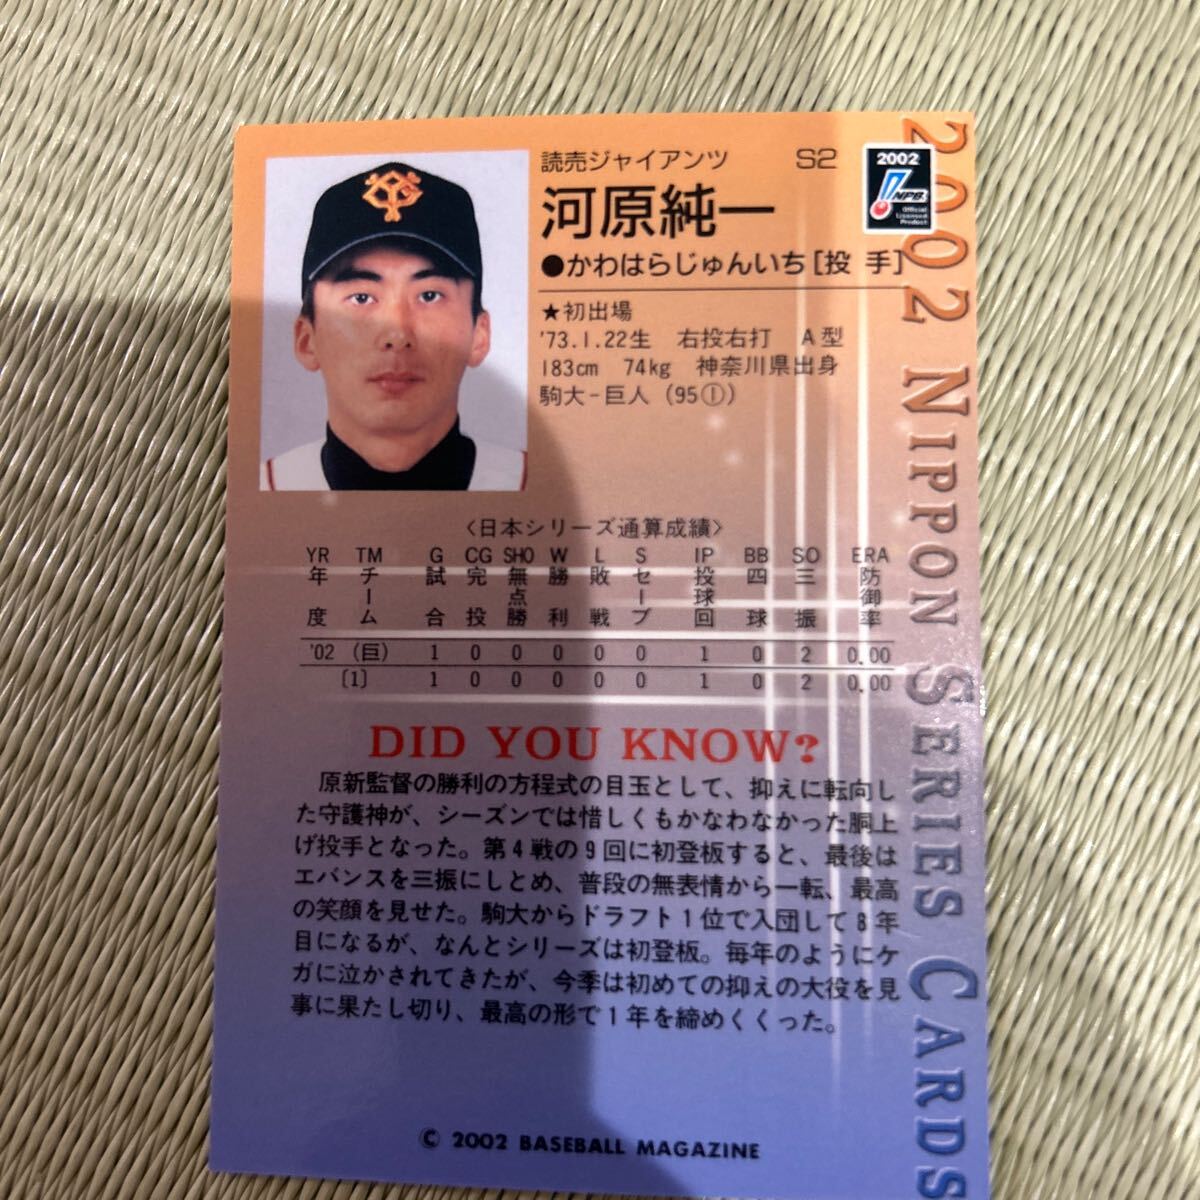 読売ジャイアンツ S2
河原純一
●かわはらじゅんいち[投 手]
★初出場
'73.1.22生 右投右打 A型
183cm 74kg 神奈川県出身
駒大－巨人（95①）
2002
NPB
Official
Licensed
Product
2002 NIPPON SERIES CARDS
〈日本シリーズ通算成績〉
YR TM G CG SHO W L S IP BB SO ERA
年度 チーム 試合 完投 無点勝 勝利 敗戦 セーブ 投球回 四球 三振 防御率
'02 (巨) 1 0 0 0 0 0 1 0 2 0.00
[1] 1 0 0 0 0 0 1 0 2 0.00
DID YOU KNOW?
原新監督の勝利の方程式の目玉として、抑えに転向し
た守護神が、シーズンでは惜しくもかなわなかった胴上
げ投手となった。第4戦の9回に初登板すると、最後は
エバンスを三振にしとめ、普段の無表情から一転、最高
の笑顔を見せた。駒大からドラフト1位で入団して8年
目になるが、なんとシリーズは初登板。毎年のようにケ
ガに泣かされてきたが、今季は初めての抑えの大役を見
事に果たし切り、最高の形で1年を締めくくった。
© 2002 BASEBALL MAGAZINE